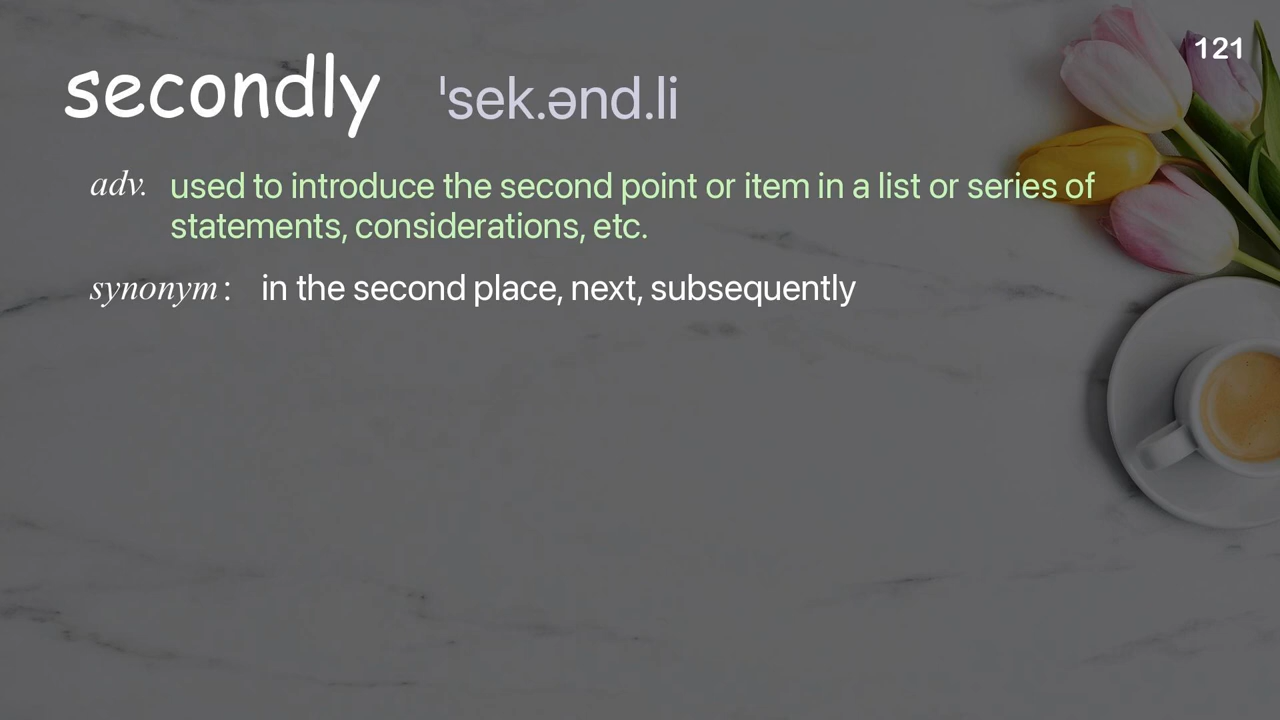 121
secondly ˈsek.ənd.li
adv. used to introduce the second point or item in a list or series of
statements, considerations, etc.
synonym : in the second place, next, subsequently